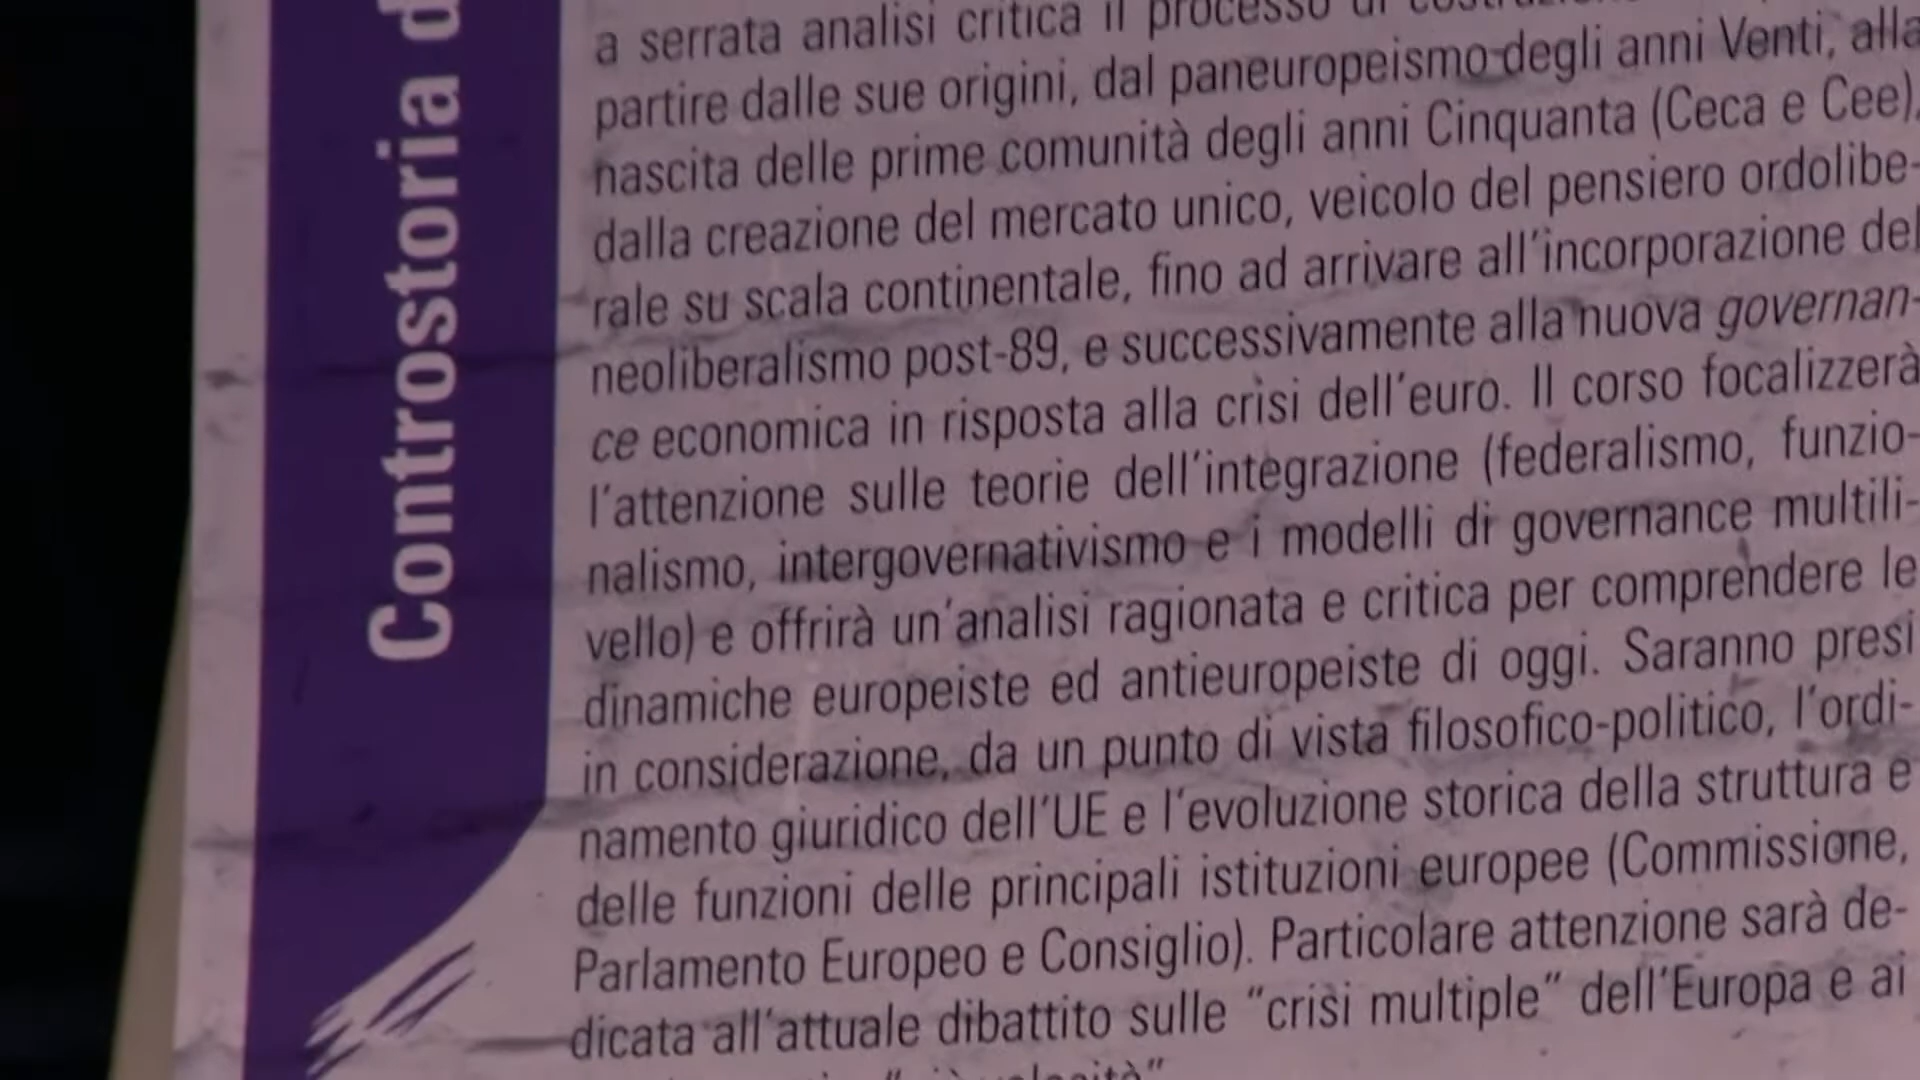 Controstoria d
a serrata analisi critica il processo di
partire dalle sue origini, dal paneuropeismo degli anni Venti, alla
nascita delle prime comunità degli anni Cinquanta (Ceca e Cee),
dalla creazione del mercato unico, veicolo del pensiero ordolibe-
rale su scala continentale, fino ad arrivare all'incorporazione del
neoliberalismo post-89, e successivamente alla nuova governan-
ce economica in risposta alla crisi dell'euro. Il corso focalizzerà
l'attenzione sulle teorie dell'integrazione (federalismo, funzio-
nalismo, intergovernativismo e i modelli di governance multili-
vello) e offrirà un'analisi ragionata e critica per comprendere le
dinamiche europeiste ed antieuropeiste di oggi. Saranno presi
in considerazione, da un punto di vista filosofico-politico, l'ordi-
namento giuridico dell'UE e l'evoluzione storica della struttura e
delle funzioni delle principali istituzioni europee (Commissione,
Parlamento Europeo e Consiglio). Particolare attenzione sarà de-
dicata all'attuale dibattito sulle "crisi multiple" dell'Europa e ai